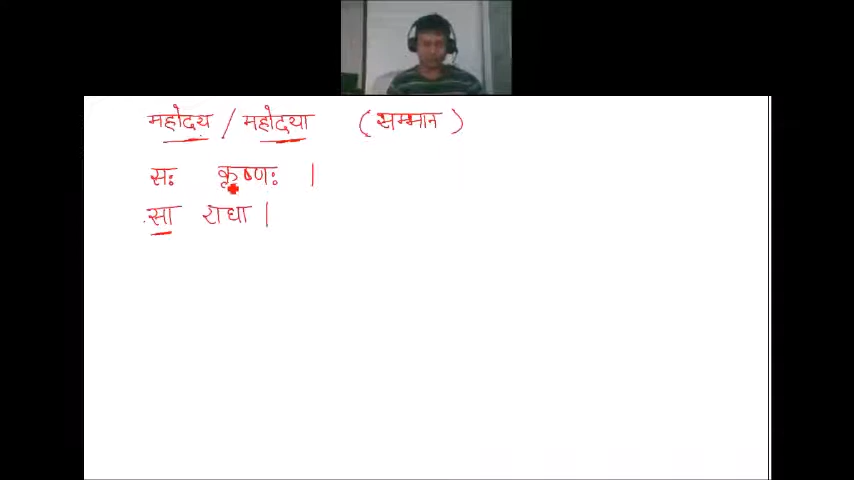 महोदय / महोदया (सम्मान)
सः कृष्णः ।
सा राधा ।